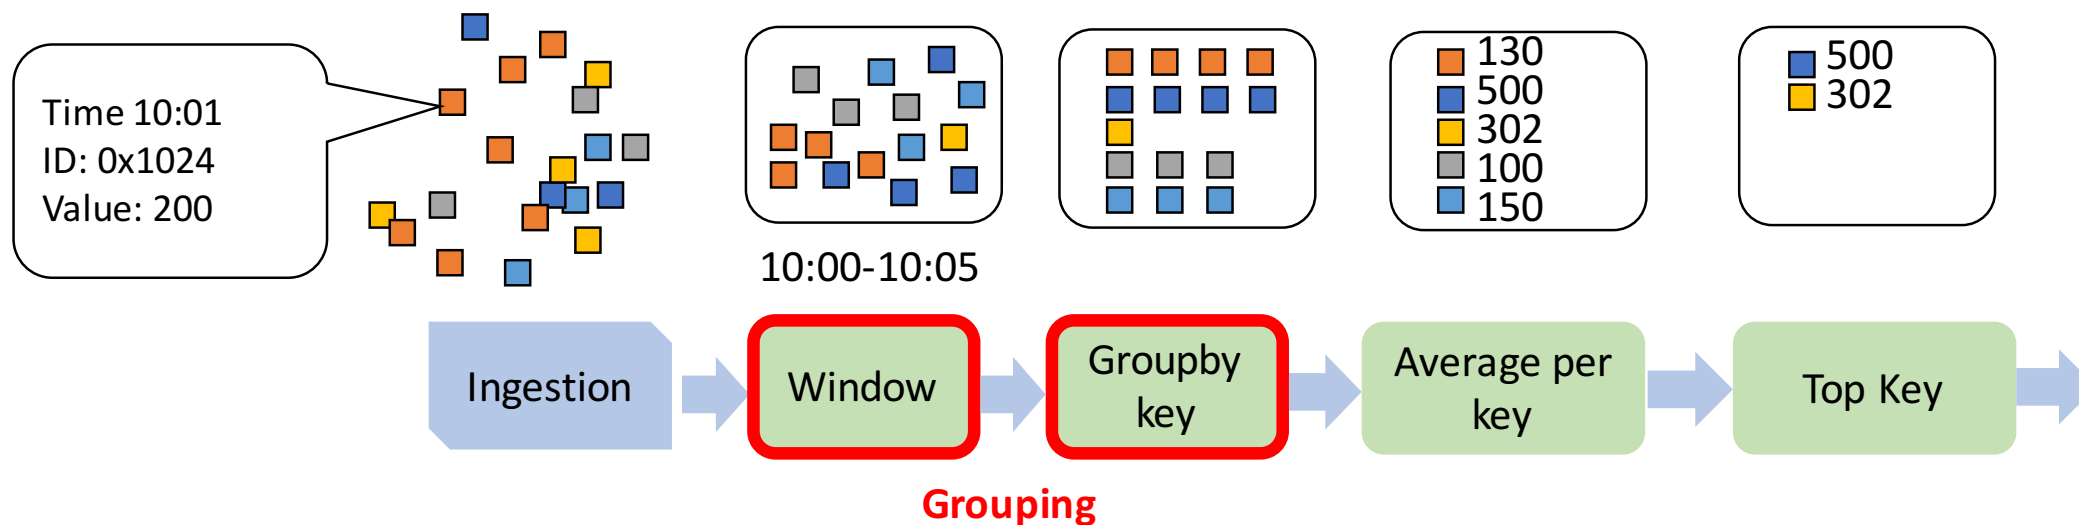 Time 10:01
ID: 0x1024
Value: 200
10:00-10:05
130
500
302
100
150
500
302
Ingestion
Window
Groupby
key
Average per
key
Top Key
Grouping